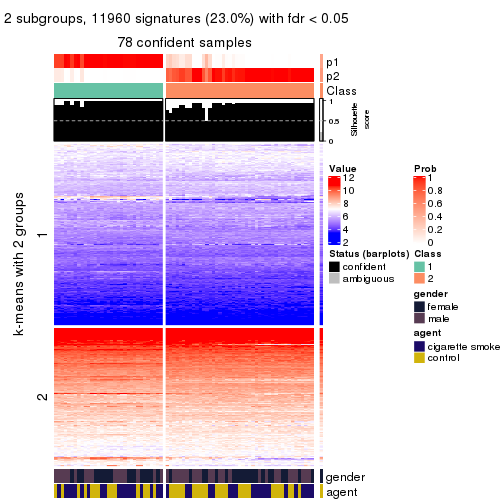 2 subgroups, 11960 signatures (23.0%) with fdr < 0.05
78 confident samples
p1
p2
Class
1
0.5
0
Silhouette
score
k-means with 2 groups
1
2
gender
agent
Value
12
10
8
6
4
2
Prob
1
0.8
0.6
0.4
0.2
0
Status (barplots)
confident
ambiguous
Class
1
2
gender
female
male
agent
cigarette smoke
control